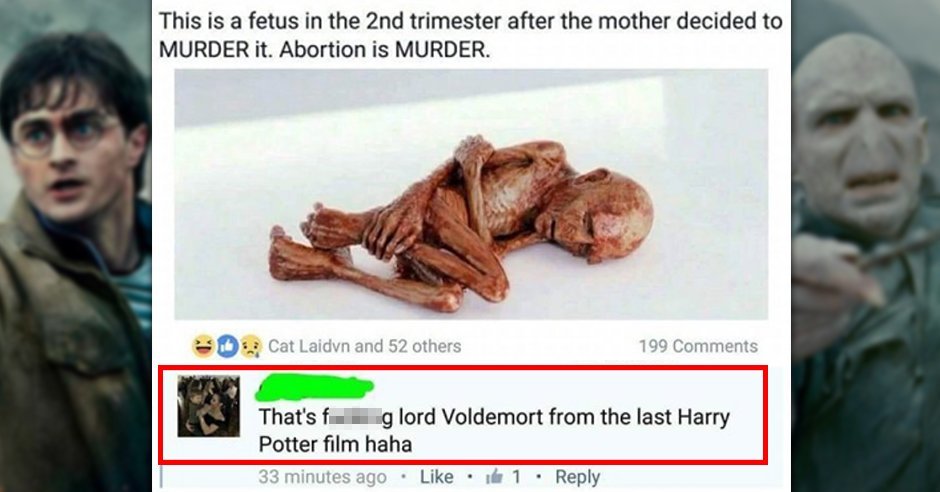 This is a fetus in the 2nd trimester after the mother decided to
MURDER it. Abortion is MURDER.
Cat Laidvn and 52 others
199 Comments
That's f g lord Voldemort from the last Harry
Potter film haha
33 minutes ago · Like · 1 · Reply